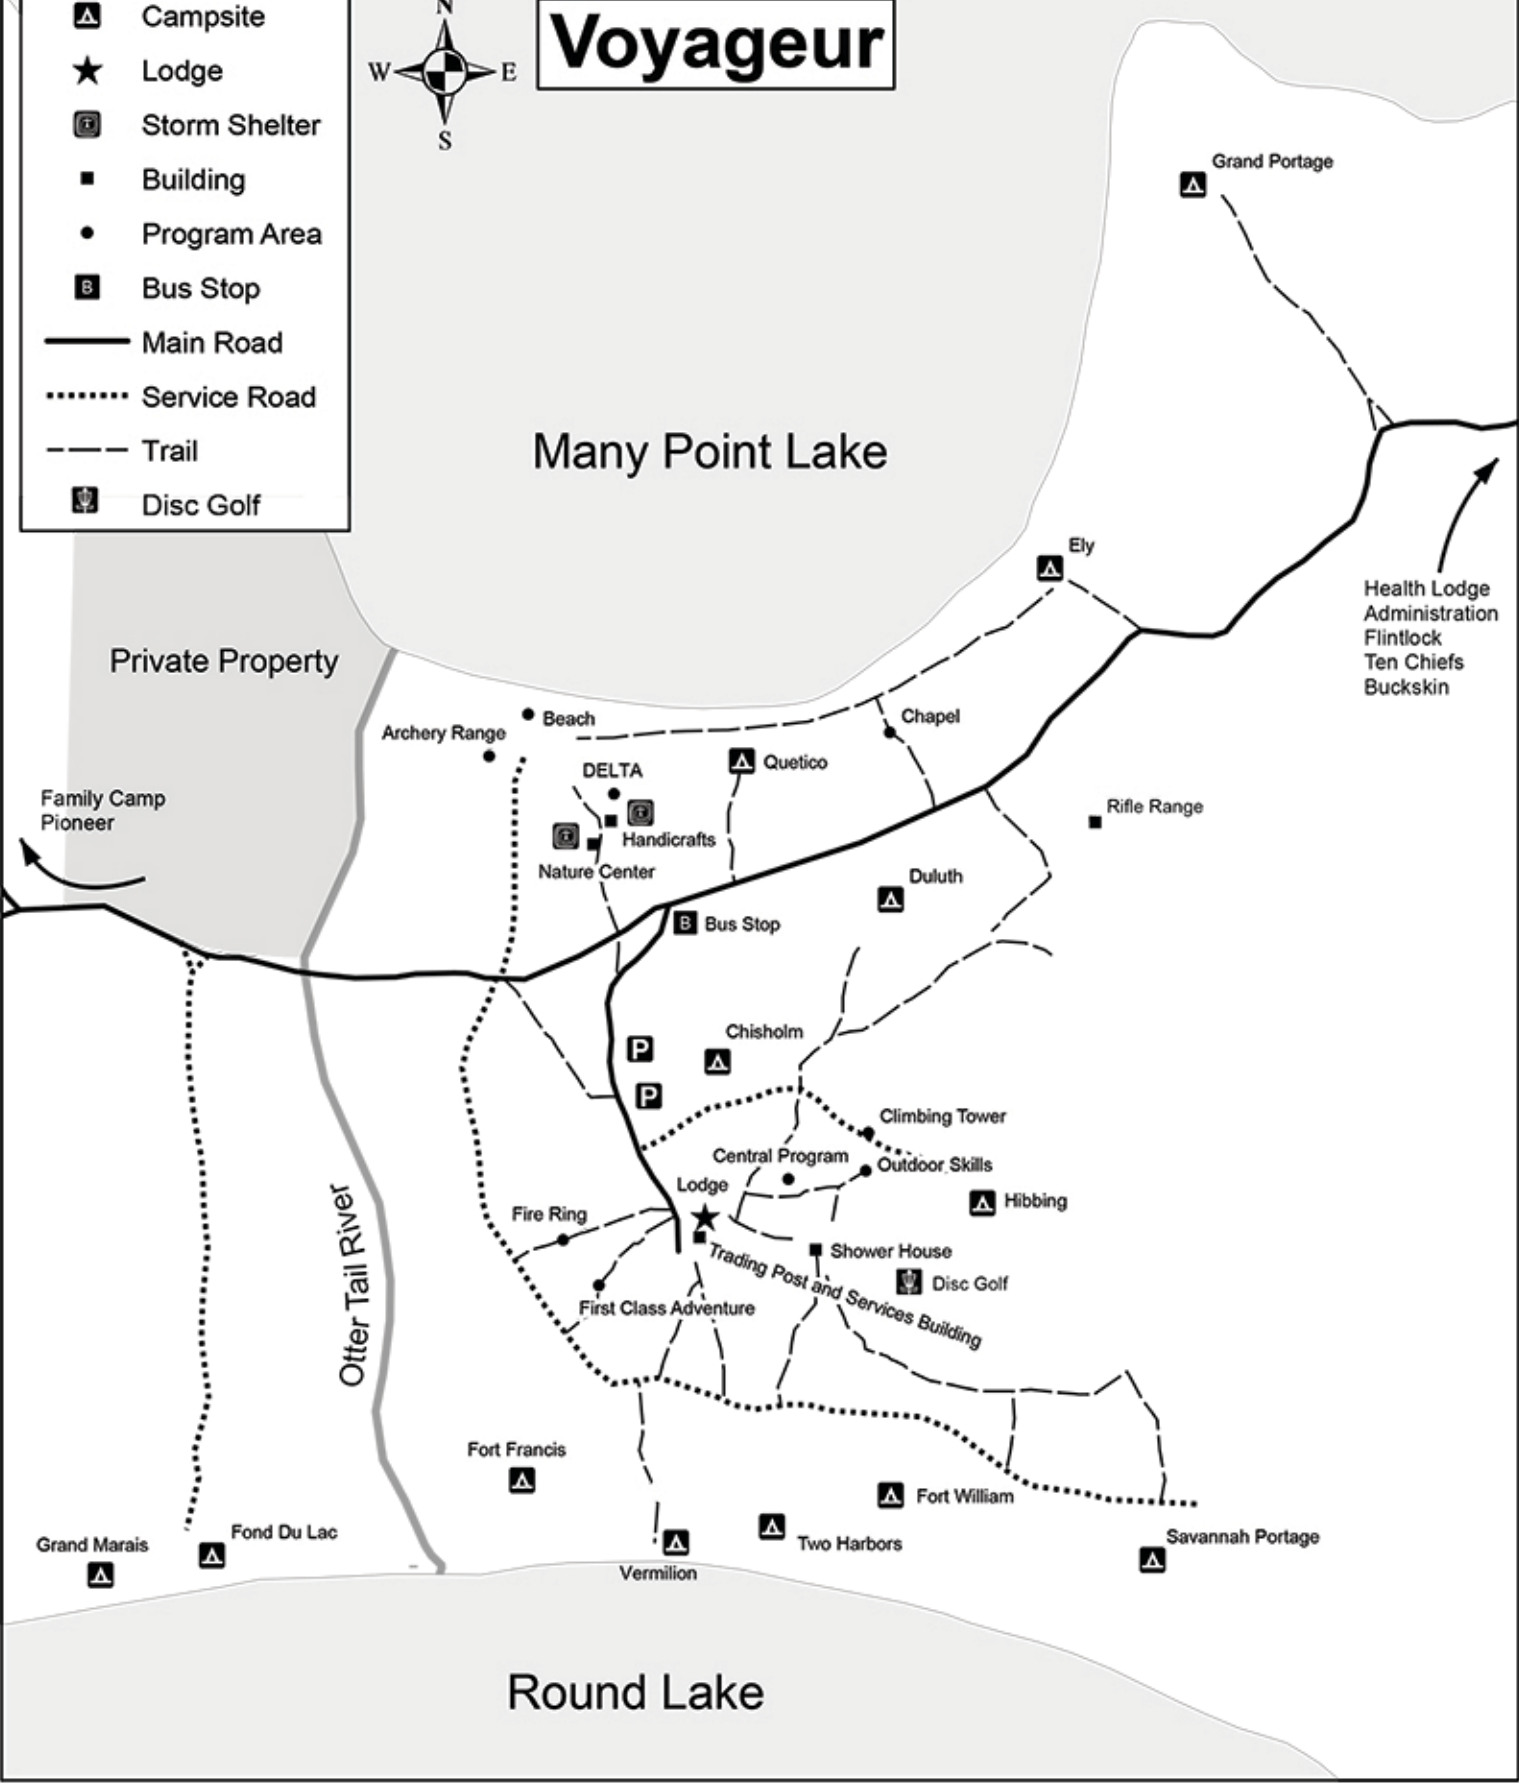 N
W
E
S
Voyageur
Campsite
Lodge
Storm Shelter
Building
Program Area
B
Bus Stop
Main Road
Service Road
Trail
Disc Golf
Grand Portage
Many Point Lake
Ely
Health Lodge
Administration
Flintlock
Ten Chiefs
Buckskin
Private Property
Archery Range
Beach
Chapel
DELTA
Quetico
Family Camp
Pioneer
Handicrafts
Nature Center
Rifle Range
Duluth
B
Bus Stop
Chisholm
P
P
Climbing Tower
Central Program
Outdoor Skills
Lodge
Hibbing
Fire Ring
Shower House
Trading Post and Services Building
Disc Golf
First Class Adventure
Otter Tail River
Fort Francis
Fort William
Grand Marais
Fond Du Lac
Two Harbors
Savannah Portage
Vermilion
Round Lake